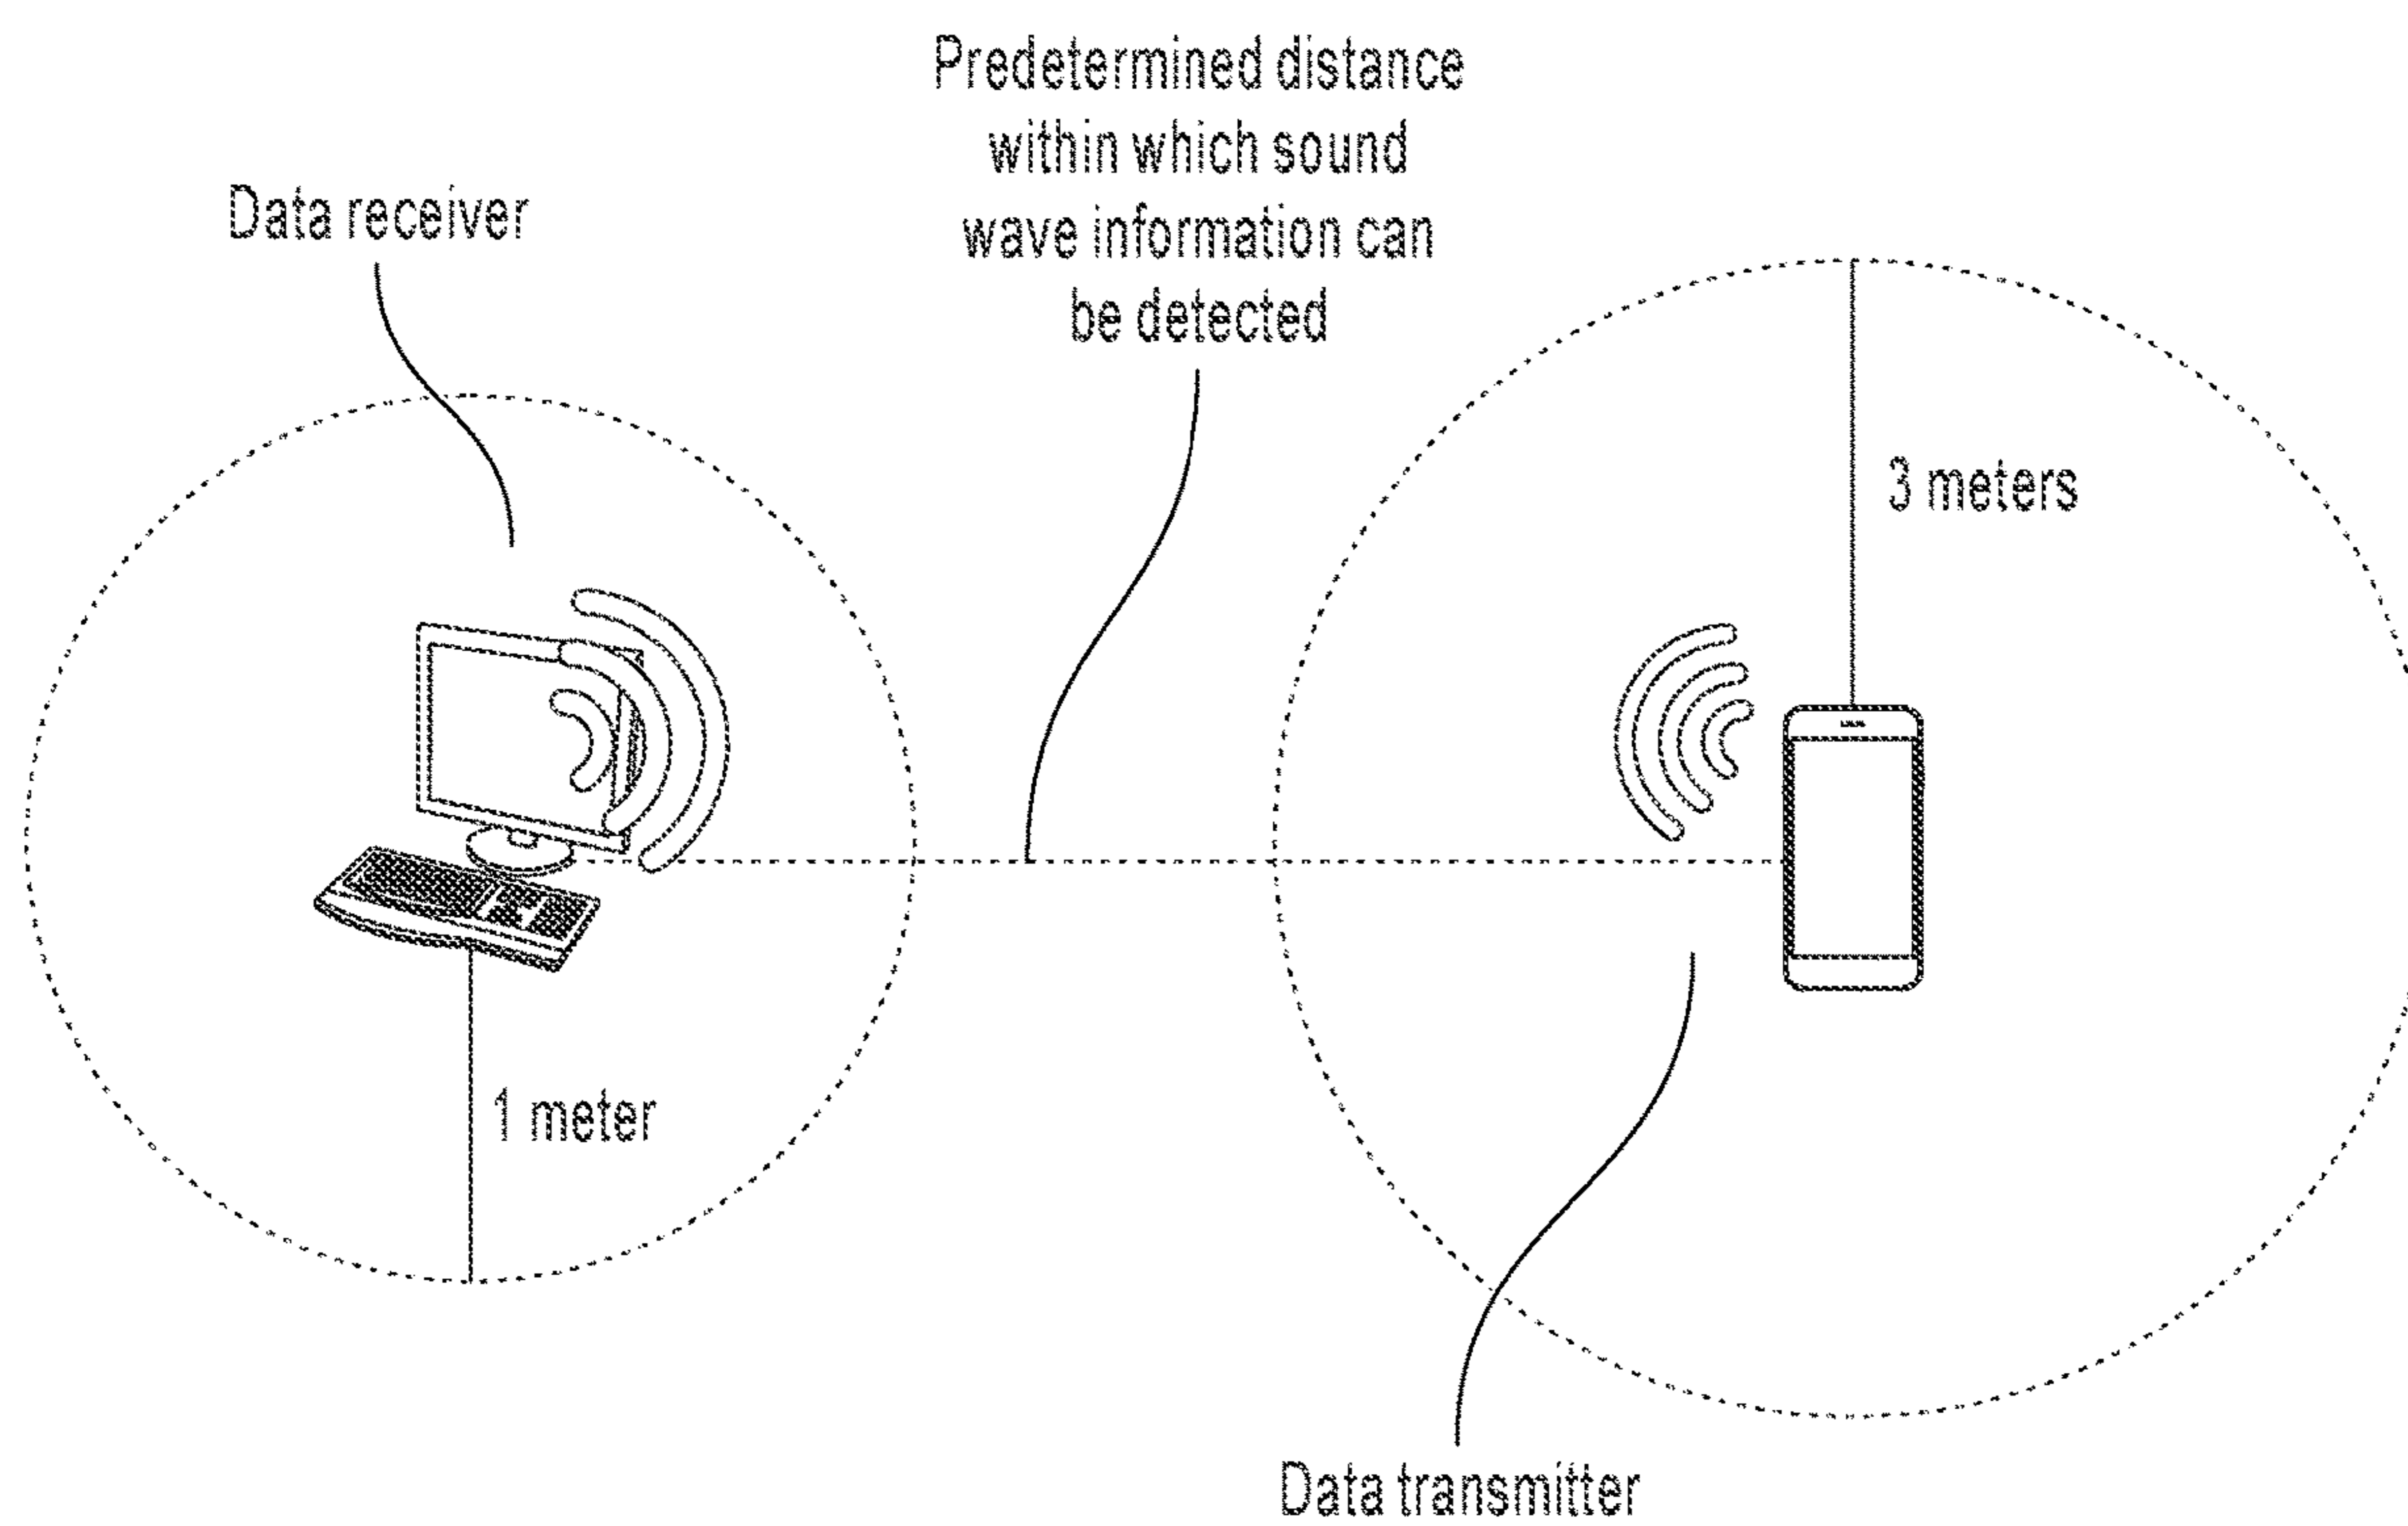 Predetermined distance
within which sound
wave information can
be detected
Data receiver
3 meters
1 meter
Data transmitter